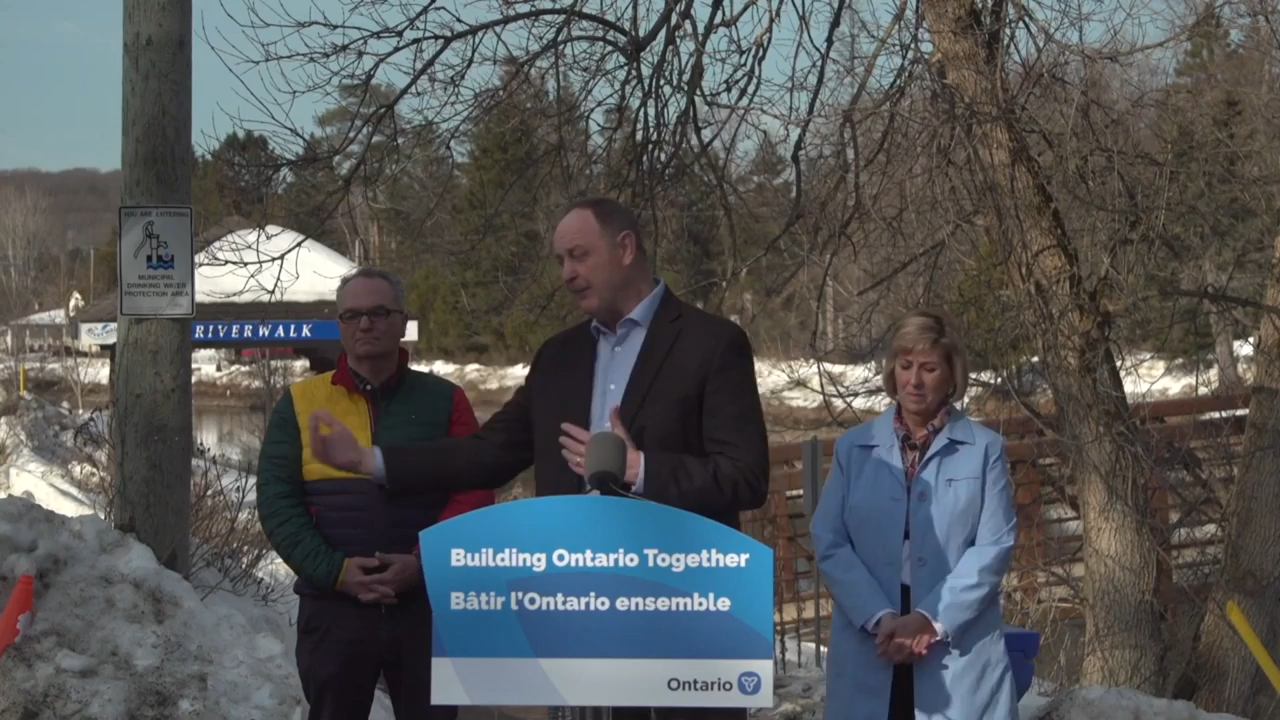 YOU ARE ENTERING
MUNICIPAL
DRINKING WATER
PROTECTION AREA
RIVERWALK
Building Ontario Together
Bâtir l'Ontario ensemble
Ontario